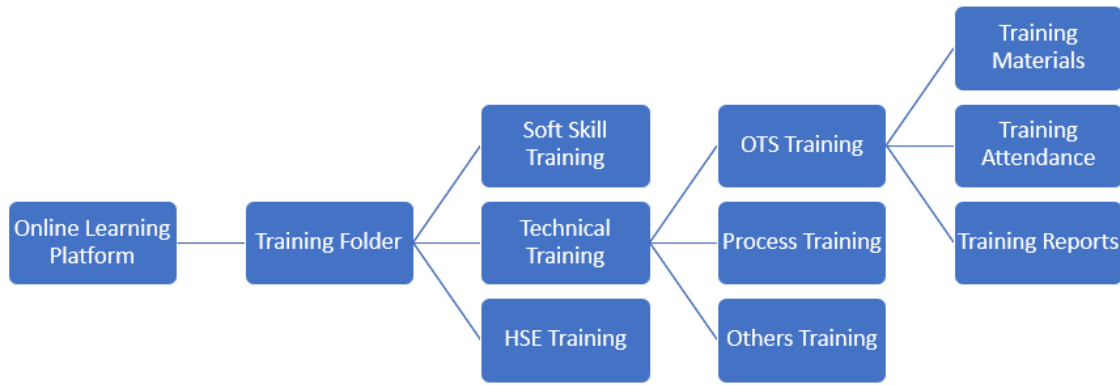 Online Learning
Platform
Training Folder
Soft Skill
Training
Technical
Training
HSE Training
OTS Training
Process Training
Others Training
Training
Materials
Training
Attendance
Training Reports